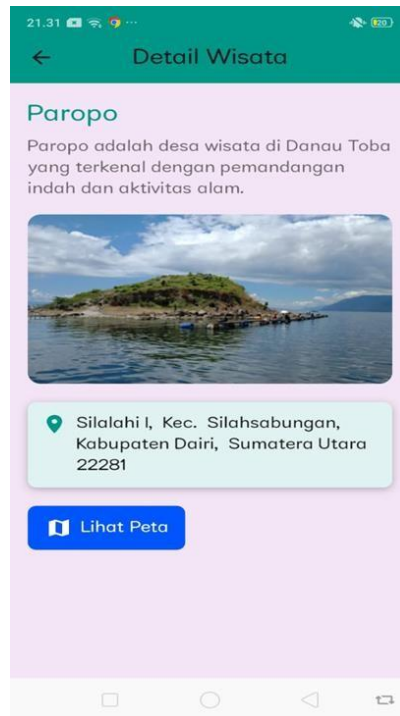 21.31
20
Detail Wisata
Paropo
Paropo adalah desa wisata di Danau Toba
yang terkenal dengan pemandangan
indah dan aktivitas alam.
Silalahi I, Kec. Silahsabungan,
Kabupaten Dairi, Sumatera Utara
22281
Lihat Peta